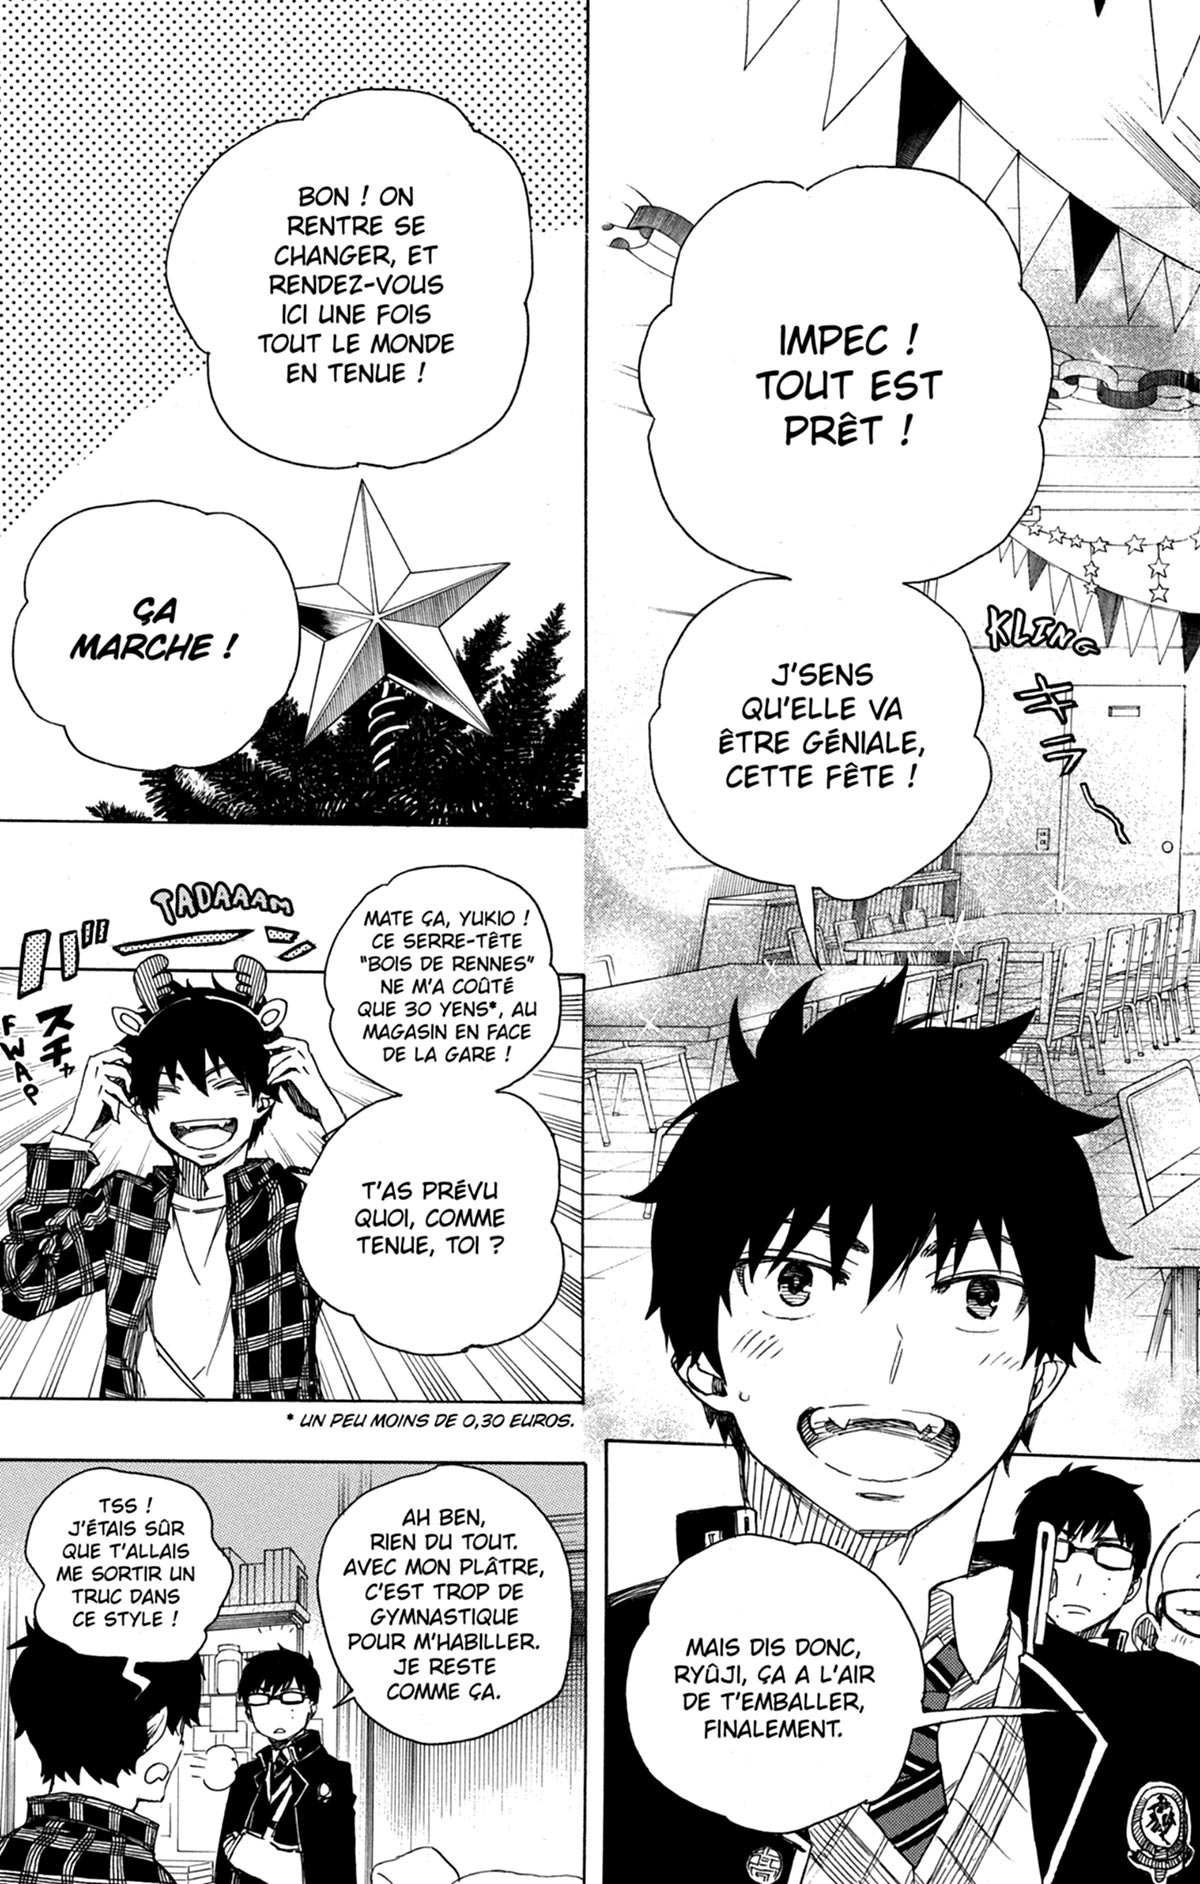 IMPEC !
TOUT EST
PRÊT !
J'SENS
QU'ELLE VA
ÊTRE GÉNIALE,
CETTE FÊTE !
KLING
キラ
MAIS DIS DONC,
RYÛJI, ÇA A L'AIR
DE T'EMBALLER,
FINALEMENT.
BON ! ON
RENTRE SE
CHANGER, ET
RENDEZ-VOUS
ICI UNE FOIS
TOUT LE MONDE
EN TENUE !
ÇA
MARCHE !
TADAAAM
MATE ÇA, YUKIO !
CE SERRE-TÊTE
"BOIS DE RENNES"
NE M'A COÛTÉ
QUE 30 YENS*, AU
MAGASIN EN FACE
DE LA GARE !
スチャ
FWAP
T'AS PRÉVU
QUOI, COMME
TENUE, TOI ?
* UN PEU MOINS DE 0,30 EUROS.
AH BEN,
RIEN DU TOUT.
AVEC MON PLÂTRE,
C'EST TROP DE
GYMNASTIQUE
POUR M'HABILLER.
JE RESTE
COMME ÇA.
TSS !
J'ÉTAIS SÛR
QUE T'ALLAIS
ME SORTIR UN
TRUC DANS
CE STYLE !